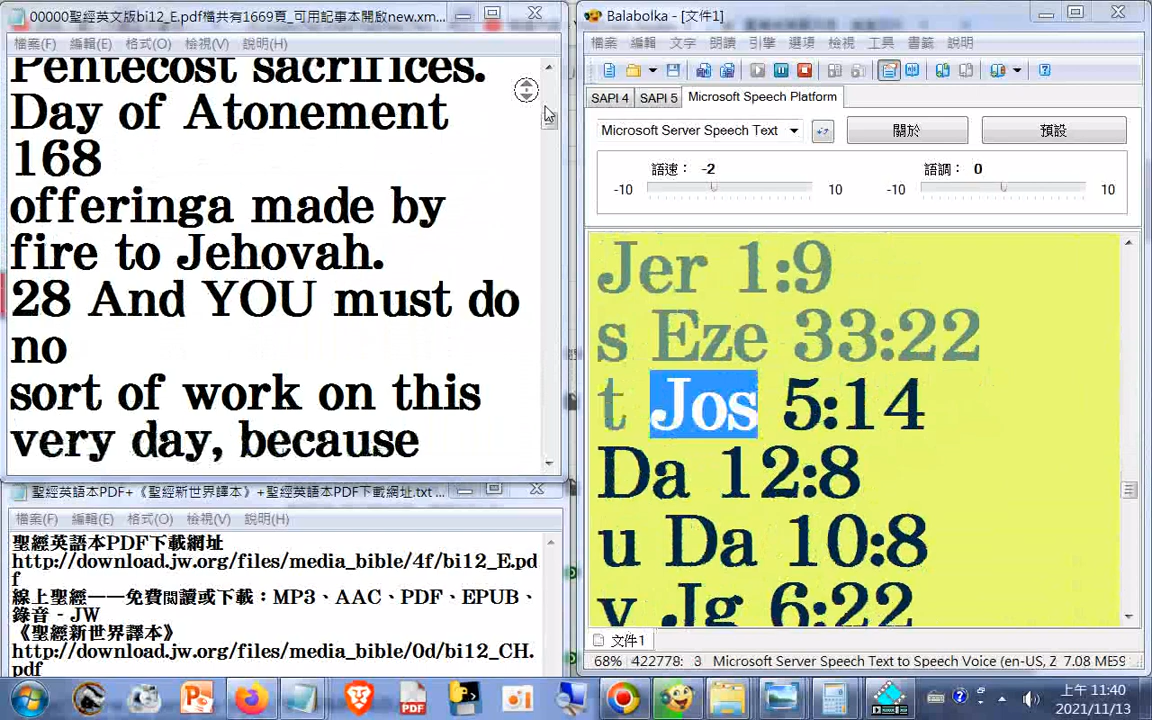 00000聖經英文版bi12_E.pdf檔共有1669頁_可用記事本開啟new.xm...
檔案(F) 編輯(E) 格式(O) 檢視(V) 說明(H)
Pentecost sacrifices.
Day of Atonement
168
offeringa made by
fire to Jehovah.
28 And YOU must do
no
sort of work on this
very day, because
聖經英語本PDF+《聖經新世界譯本》+聖經英語本PDF下載網址.txt ...
檔案(F) 編輯(E) 格式(O) 檢視(V) 說明(H)
聖經英語本PDF下載網址
http://download.jw.org/files/media_bible/4f/bi12_E.pd
f
線上聖經——免費閱讀或下載：MP3、AAC、PDF、EPUB、
錄音 - JW
《聖經新世界譯本》
http://download.jw.org/files/media_bible/0d/bi12_CH.
pdf
Balabolka - [文件1]
檔案 編輯 文字 朗讀 引擎 選項 檢視 工具 書籤 說明
SAPI 4 SAPI 5 Microsoft Speech Platform
Microsoft Server Speech Text 關於 預設
語速： -2 語調： 0
-10 10 -10 10
Jer 1:9
s Eze 33:22
t Jos 5:14
Da 12:8
u Da 10:8
v Jg 6:22
文件1
68% 422778: 3 Microsoft Server Speech Text to Speech Voice (en-US, Z 7.08 ME59
上午 11:40
2021/11/13